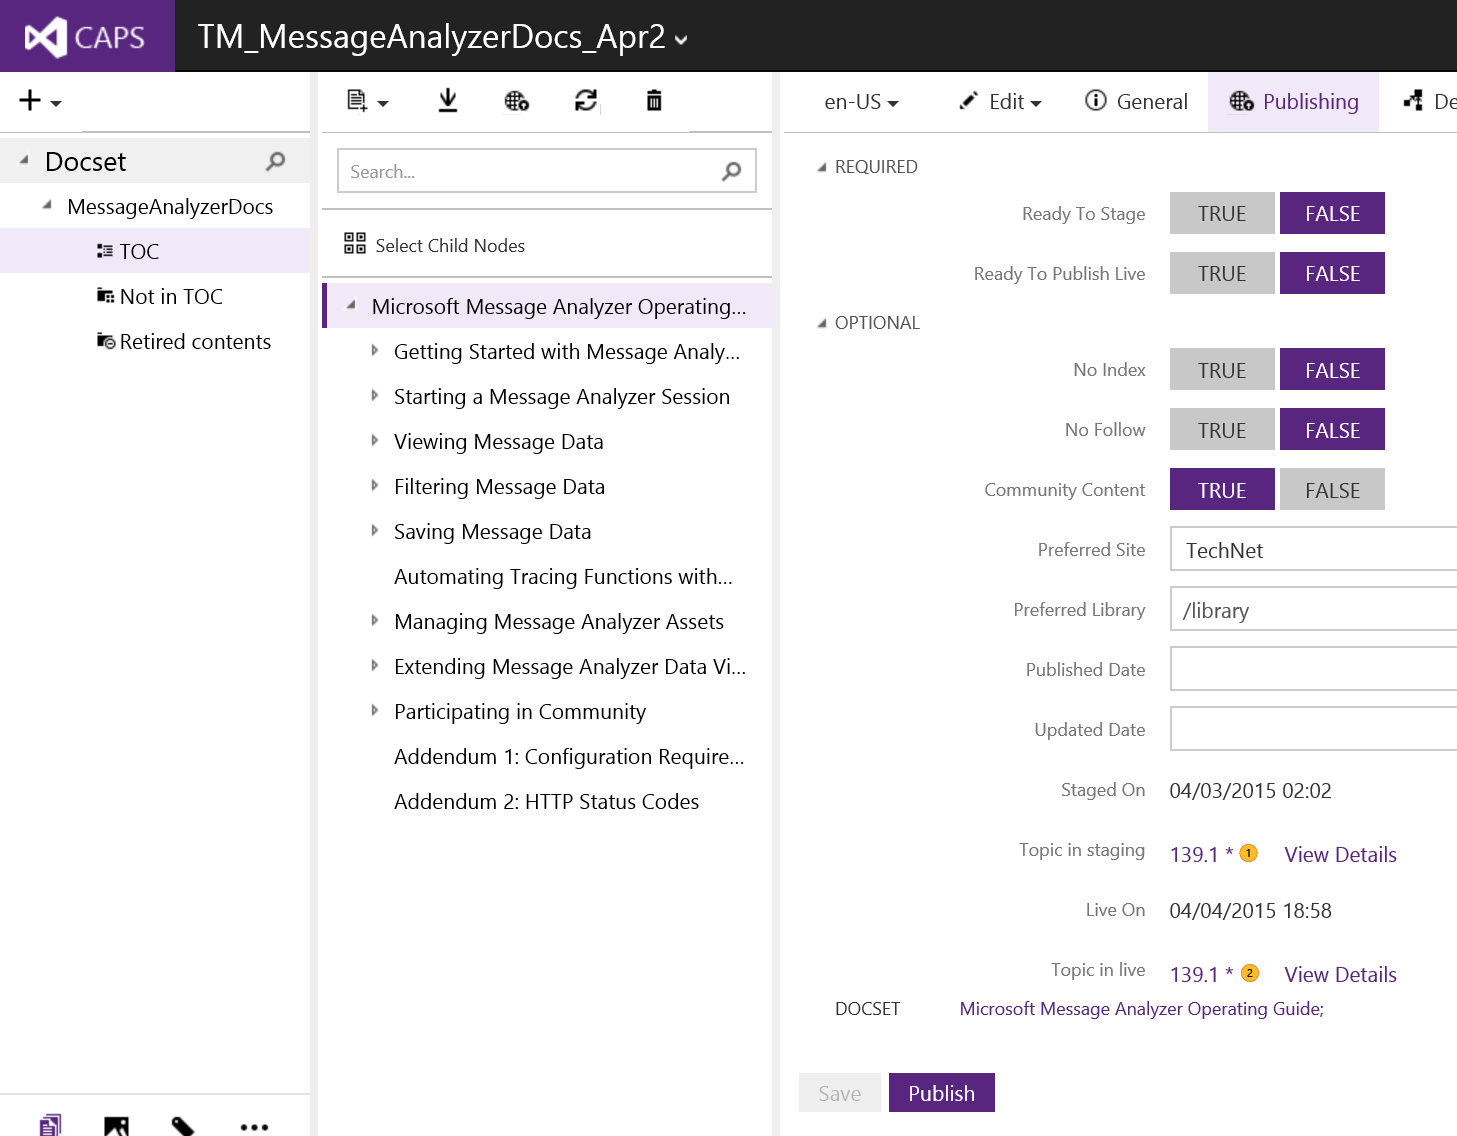 CAPS
TM_MessageAnalyzerDocs_Apr2
Docset
MessageAnalyzerDocs
TOC
Not in TOC
Retired contents
Search...
Select Child Nodes
Microsoft Message Analyzer Operating...
Getting Started with Message Analy...
Starting a Message Analyzer Session
Viewing Message Data
Filtering Message Data
Saving Message Data
Automating Tracing Functions with...
Managing Message Analyzer Assets
Extending Message Analyzer Data Vi...
Participating in Community
Addendum 1: Configuration Require...
Addendum 2: HTTP Status Codes
en-US Edit General Publishing De
REQUIRED
Ready To Stage TRUE FALSE
Ready To Publish Live TRUE FALSE
OPTIONAL
No Index TRUE FALSE
No Follow TRUE FALSE
Community Content TRUE FALSE
Preferred Site TechNet
Preferred Library /library
Published Date
Updated Date
Staged On 04/03/2015 02:02
Topic in staging 139.1 * 1 View Details
Live On 04/04/2015 18:58
Topic in live 139.1 * 2 View Details
DOCSET Microsoft Message Analyzer Operating Guide;
Save Publish